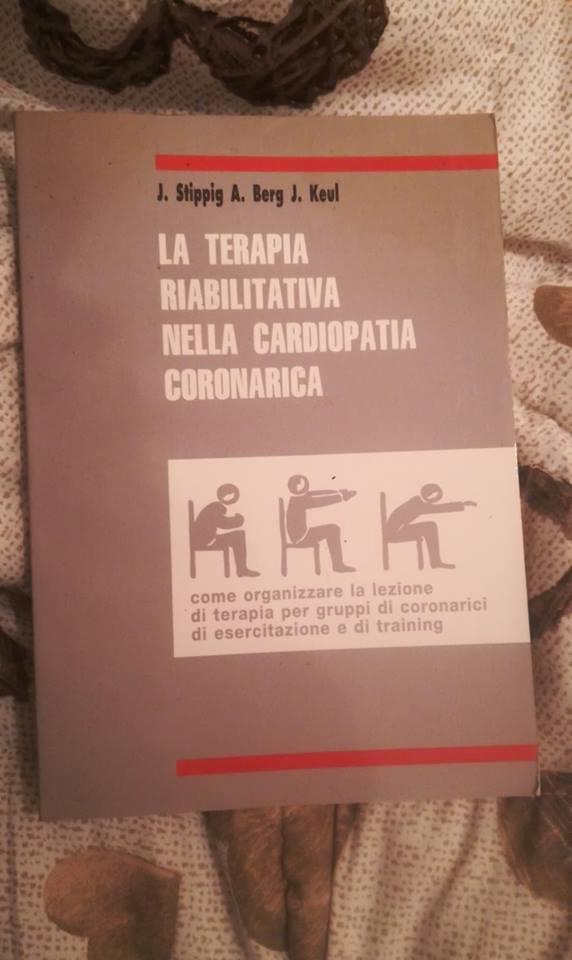 J. Stippig A. Berg J. Keul
LA TERAPIA
RIABILITATIVA
NELLA CARDIOPATIA
CORONARICA
come organizzare la lezione
di terapia per gruppi di coronarici
di esercitazione e di training